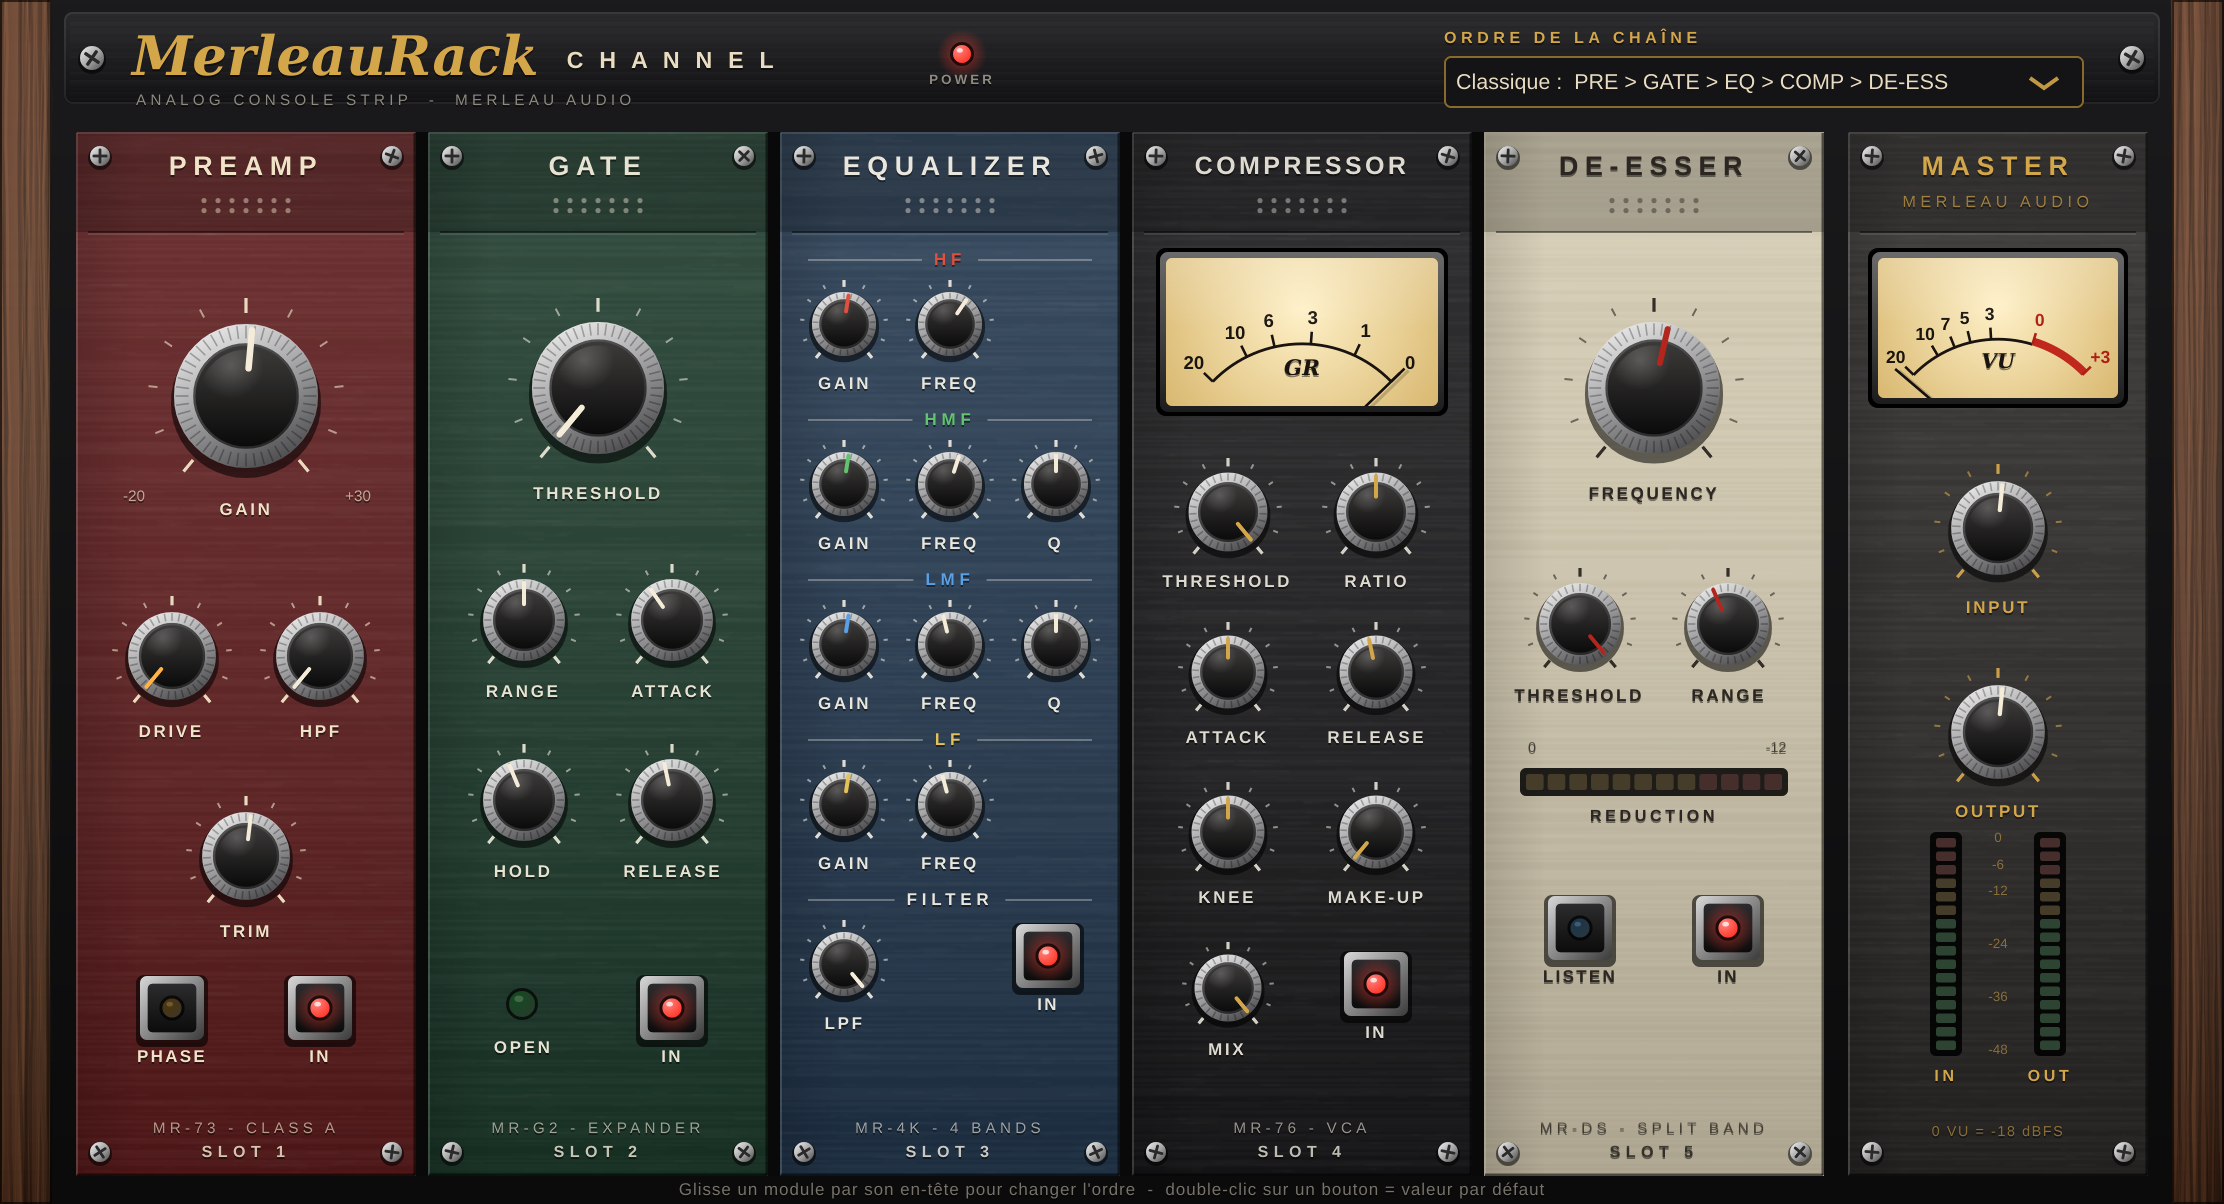 MerleauRack CHANNEL
ANALOG CONSOLE STRIP - MERLEAU AUDIO
POWER
ORDRE DE LA CHAÎNE
Classique : PRE > GATE > EQ > COMP > DE-ESS
PREAMP
-20
+30
GAIN
DRIVE
HPF
TRIM
PHASE
IN
MR-73 - CLASS A
SLOT 1
GATE
THRESHOLD
RANGE
ATTACK
HOLD
RELEASE
OPEN
IN
MR-G2 - EXPANDER
SLOT 2
EQUALIZER
HF
GAIN
FREQ
HMF
GAIN
FREQ
Q
LMF
GAIN
FREQ
Q
LF
GAIN
FREQ
FILTER
LPF
IN
MR-4K - 4 BANDS
SLOT 3
COMPRESSOR
20 10 6 3 1 0
GR
THRESHOLD
RATIO
ATTACK
RELEASE
KNEE
MAKE-UP
MIX
IN
MR-76 - VCA
SLOT 4
DE-ESSER
FREQUENCY
THRESHOLD
RANGE
0
-12
REDUCTION
LISTEN
IN
MR-DS - SPLIT BAND
SLOT 5
MASTER
MERLEAU AUDIO
20 10 7 5 3 0 +3
VU
INPUT
OUTPUT
0
-6
-12
-24
-36
-48
IN
OUT
0 VU = -18 dBFS
Glisse un module par son en-tête pour changer l'ordre - double-clic sur un bouton = valeur par défaut